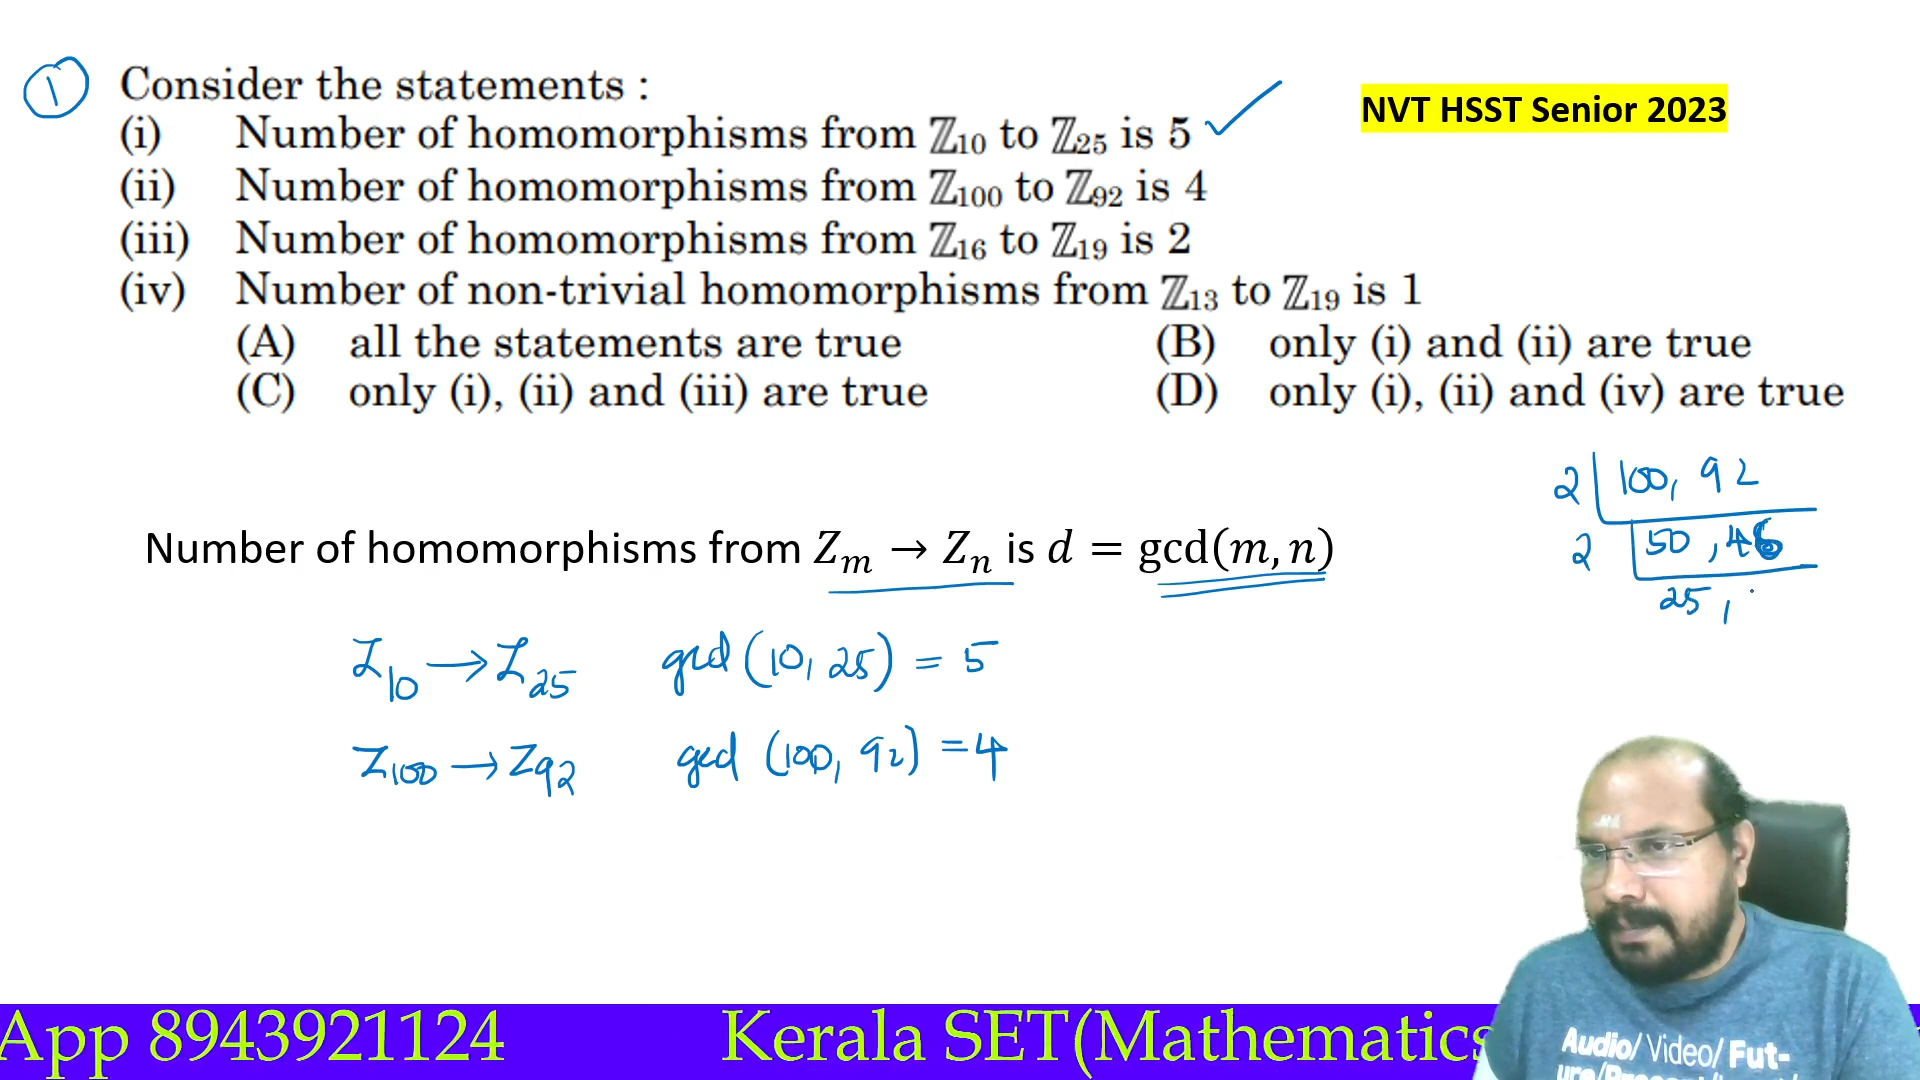 1 Consider the statements :
(i) Number of homomorphisms from ℤ₁₀ to ℤ₂₅ is 5
(ii) Number of homomorphisms from ℤ₁₀₀ to ℤ₉₂ is 4
(iii) Number of homomorphisms from ℤ₁₆ to ℤ₁₉ is 2
(iv) Number of non-trivial homomorphisms from ℤ₁₃ to ℤ₁₉ is 1
(A) all the statements are true (B) only (i) and (ii) are true
(C) only (i), (ii) and (iii) are true (D) only (i), (ii) and (iv) are true
NVT HSST Senior 2023
2 | 100, 92
2 | 50, 46
25,
Number of homomorphisms from Zₘ → Zₙ is d = gcd(m, n)
Z₁₀ → Z₂₅ gcd (10, 25) = 5
Z₁₀₀ → Z₉₂ gcd (100, 92) = 4
App 8943921124 Kerala SET(Mathematics
Audio/ Video/ Fut-